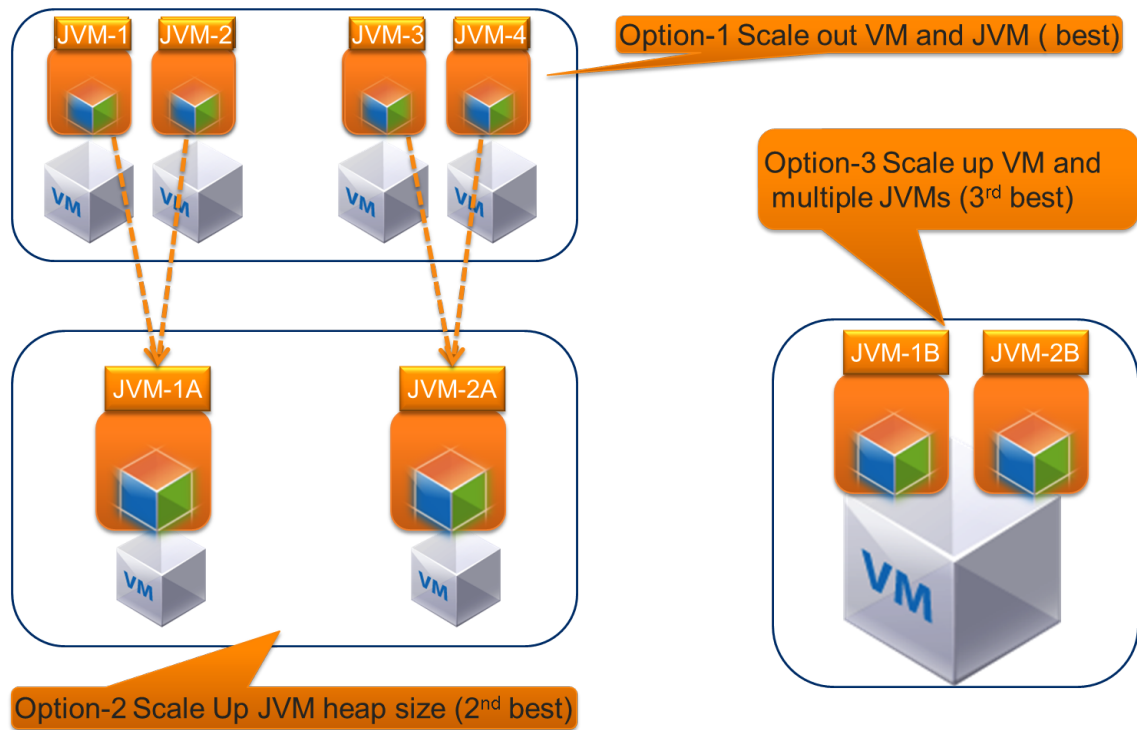 JVM-1
JVM-2
JVM-3
JVM-4
Option-1 Scale out VM and JVM ( best)
VM
VM
VM
VM
Option-3 Scale up VM and
multiple JVMs (3rd best)
JVM-1A
JVM-2A
VM
VM
JVM-1B
JVM-2B
VM
Option-2 Scale Up JVM heap size (2nd best)